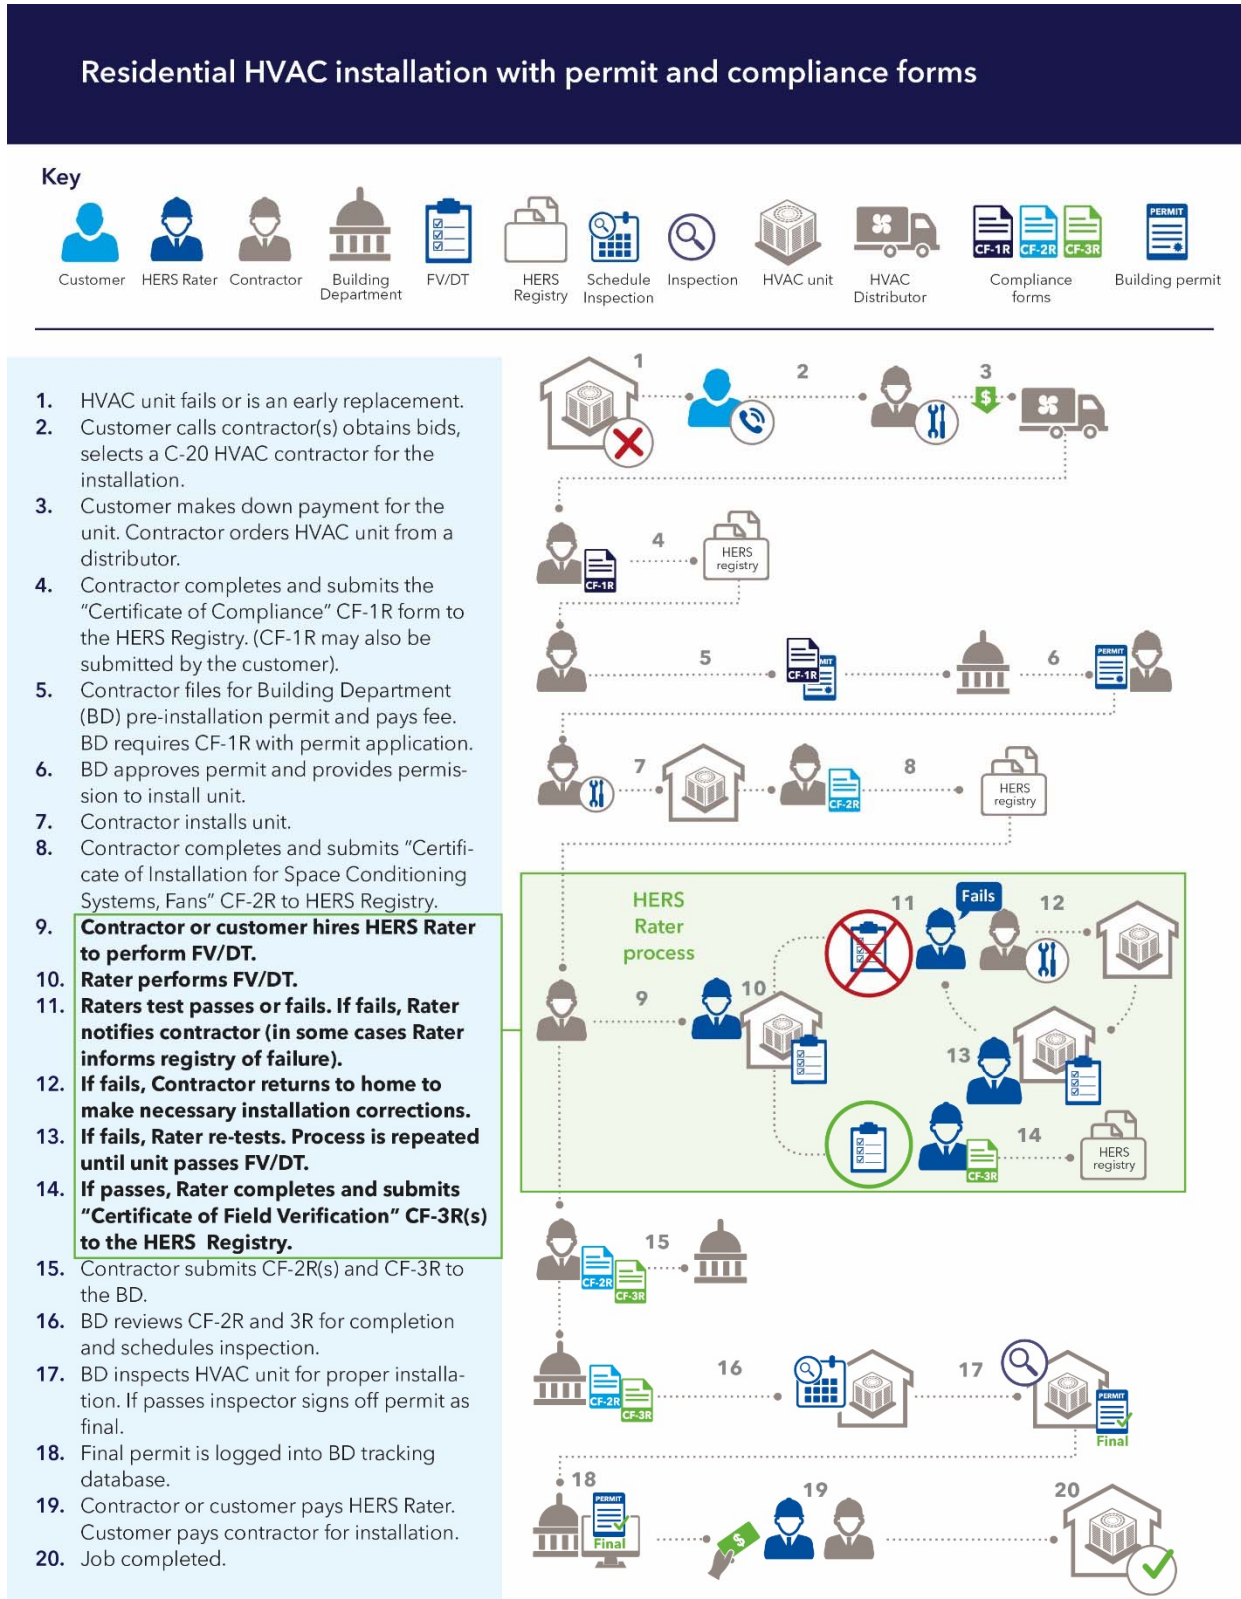 Residential HVAC installation with permit and compliance forms
Key
PERMIT
CF-1R CF-2R CF-3R
Customer
HERS Rater
Contractor
Building
Department
FV/DT
HERS
Registry
Schedule
Inspection
Inspection
HVAC unit
HVAC
Distributor
Compliance
forms
Building permit
1. HVAC unit fails or is an early replacement.
2. Customer calls contractor(s) obtains bids,
selects a C-20 HVAC contractor for the
installation.
3. Customer makes down payment for the
unit. Contractor orders HVAC unit from a
distributor.
4. Contractor completes and submits the
“Certificate of Compliance” CF-1R form to
the HERS Registry. (CF-1R may also be
submitted by the customer).
5. Contractor files for Building Department
(BD) pre-installation permit and pays fee.
BD requires CF-1R with permit application.
6. BD approves permit and provides permis-
sion to install unit.
7. Contractor installs unit.
8. Contractor completes and submits “Certifi-
cate of Installation for Space Conditioning
Systems, Fans” CF-2R to HERS Registry.
9. Contractor or customer hires HERS Rater
to perform FV/DT.
10. Rater performs FV/DT.
11. Raters test passes or fails. If fails, Rater
notifies contractor (in some cases Rater
informs registry of failure).
12. If fails, Contractor returns to home to
make necessary installation corrections.
13. If fails, Rater re-tests. Process is repeated
until unit passes FV/DT.
14. If passes, Rater completes and submits
“Certificate of Field Verification” CF-3R(s)
to the HERS Registry.
15. Contractor submits CF-2R(s) and CF-3R to
the BD.
16. BD reviews CF-2R and 3R for completion
and schedules inspection.
17. BD inspects HVAC unit for proper installa-
tion. If passes inspector signs off permit as
final.
18. Final permit is logged into BD tracking
database.
19. Contractor or customer pays HERS Rater.
Customer pays contractor for installation.
20. Job completed.
1
2
3
$
4
CF-1R
HERS
registry
5
CF-1R
MIT
6
PERMIT
7
8
CF-2R
HERS
registry
HERS
Rater
process
9
10
11
Fails
12
13
14
CF-3R
HERS
registry
15
CF-2R
CF-3R
16
CF-2R
CF-3R
17
PERMIT
Final
18
PERMIT
Final
19
$
20